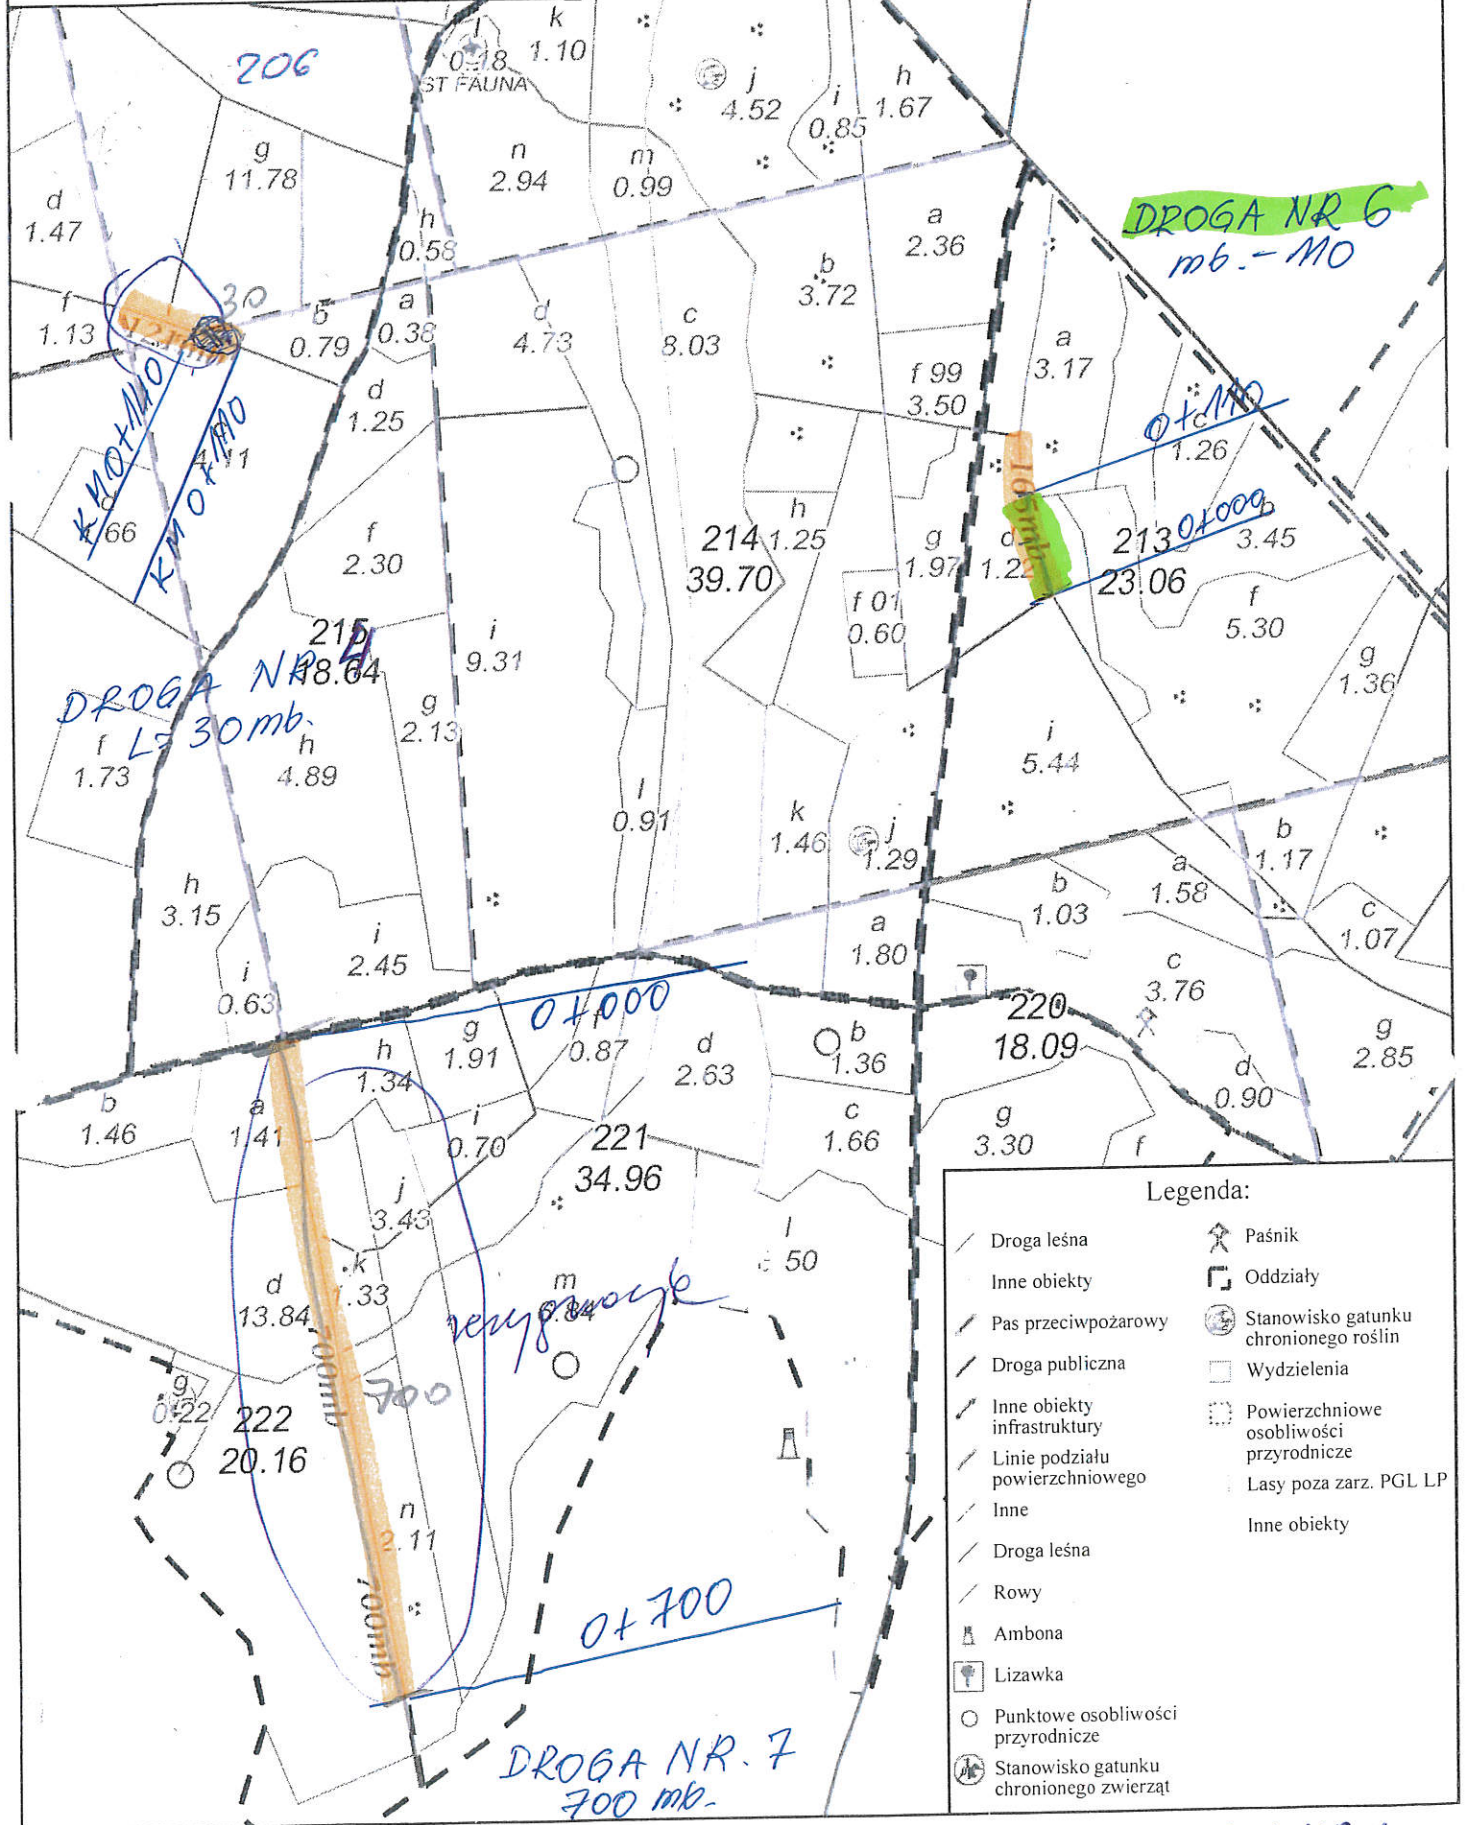 k
1.10
206
0.18
ST FAUNA
j
4.52
i
0.85
h
1.67
g
11.78
n
2.94
m
0.99
d
1.47
h
0.58
a
2.36
DROGA NR 6
mb. - 110
b
3.72
f
1.13
30
b
0.79
a
0.38
d
4.73
c
8.03
a
3.17
f 99
3.50
d
1.25
KM 0+140
KM 0+110
0+110
c
1.26
165mb
0+000
66
f
2.30
214
39.70
h
1.25
g
1.97
d
1.22
213
23.06
3.45
f 01
0.60
f
5.30
215
18.64
i
9.31
g
1.36
DROGA NR 4
L= 30mb.
g
2.13
f
1.73
h
4.89
i
5.44
l
0.91
k
1.46
j
1.29
b
1.17
h
3.15
a
1.58
b
1.03
c
1.07
i
2.45
a
1.80
i
0.63
c
3.76
0+000
220
18.09
h
1.34
g
1.91
0.87
d
2.63
b
1.36
g
2.85
d
0.90
b
1.46
a
1.41
i
0.70
221
34.96
c
1.66
g
3.30
f
j
3.43
l
50
k
1.33
d
13.84
m
6.84
rezygnacja
700mb
700
g
0.22
222
20.16
n
2.11
700mb
0+700
DROGA NR. 7
700 mb.
Legenda:
Droga leśna
Inne obiekty
Pas przeciwpożarowy
Droga publiczna
Inne obiekty
infrastruktury
Linie podziału
powierzchniowego
Inne
Droga leśna
Rowy
Ambona
Lizawka
Punktowe osobliwości
przyrodnicze
Stanowisko gatunku
chronionego zwierząt
Paśnik
Oddziały
Stanowisko gatunku
chronionego roślin
Wydzielenia
Powierzchniowe
osobliwości
przyrodnicze
Lasy poza zarz. PGL LP
Inne obiekty